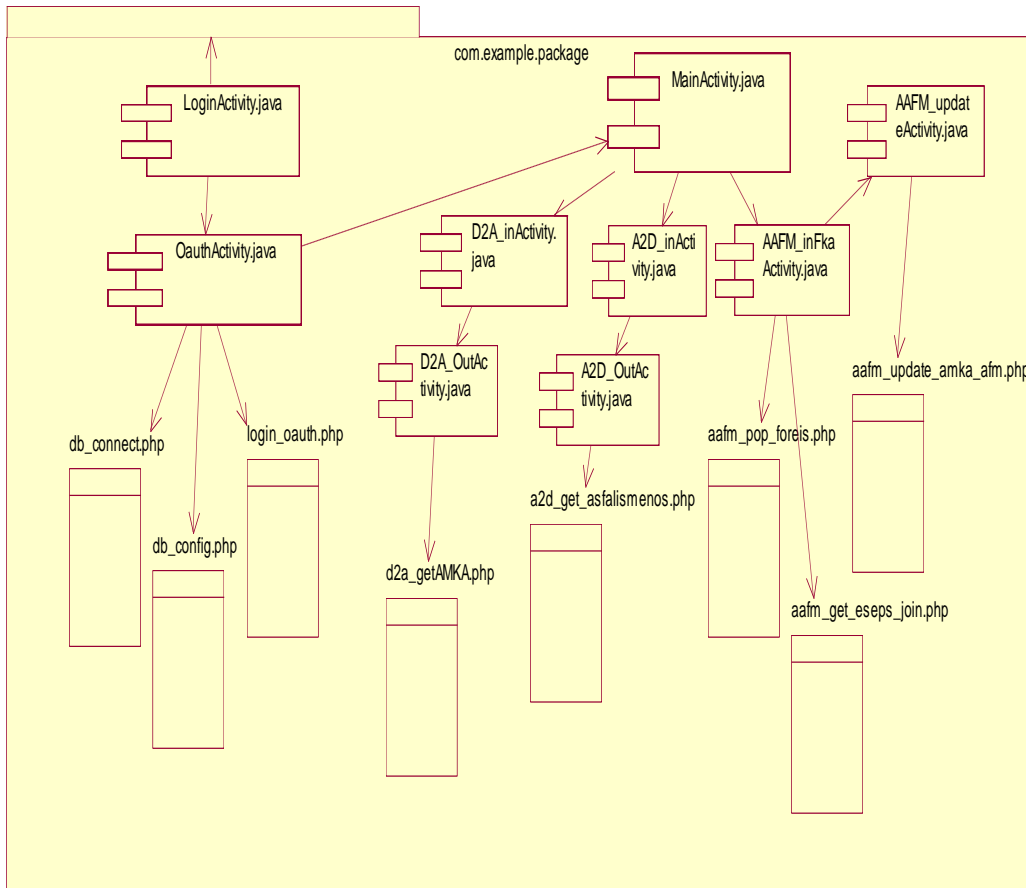 com.example.package
LoginActivity.java
MainActivity.java
AAFM_updat
eActivity.java
OauthActivity.java
D2A_inActivity.
java
A2D_inActi
vity.java
AAFM_inFka
Activity.java
D2A_OutAc
tivity.java
A2D_OutAc
tivity.java
aafm_update_amka_afm.php
db_connect.php
login_oauth.php
aafm_pop_foreis.php
a2d_get_asfalismenos.php
db_config.php
d2a_getAMKA.php
aafm_get_eseps_join.php